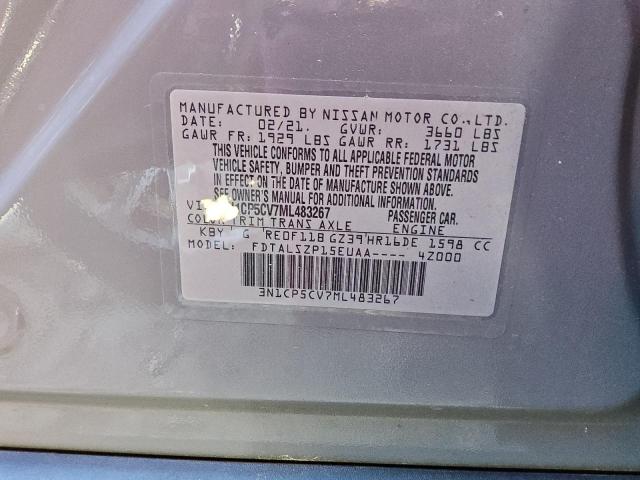 MANUFACTURED BY NISSAN MOTOR CO.,LTD.
DATE: 02/21. GVWR: 3660 LBS
GAWR FR: 1929 LBS GAWR RR: 1731 LBS
THIS VEHICLE CONFORMS TO ALL APPLICABLE FEDERAL MOTOR
VEHICLE SAFETY, BUMPER AND THEFT PREVENTION STANDARDS
IN EFFECT ON THE DATE OF MANUFACTURE SHOWN ABOVE.
SEE OWNER'S MANUAL FOR ADDITIONAL INFORMATION.
1CP5CV7ML483267 PASSENGER CAR.
COLOR TRIM TRANS AXLE ENGINE
KBY G RE0F11B GZ39 HR16DE 1598 CC
MODEL: FDTALSZP15EUAA---- 4Z000
3N1CP5CV7ML483267